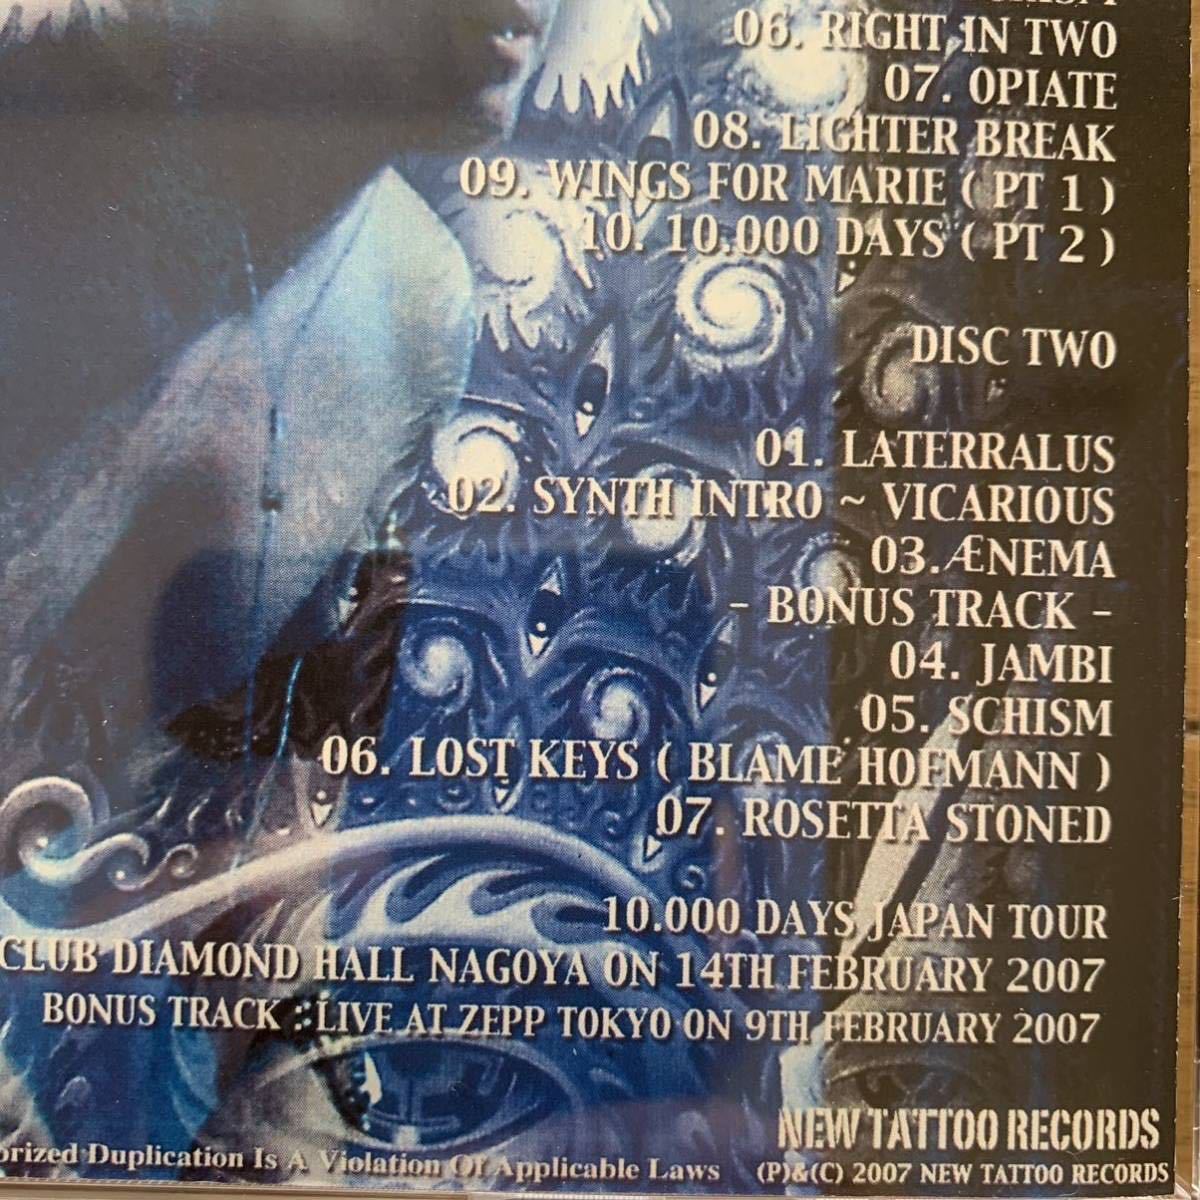 06. RIGHT IN TWO
07. OPIATE
08. LIGHTER BREAK
09. WINGS FOR MARIE ( PT 1 )
10. 10.000 DAYS ( PT 2 )
DISC TWO
01. LATERRALUS
02. SYNTH INTRO ~ VICARIOUS
03.ÆNEMA
- BONUS TRACK -
04. JAMBI
05. SCHISM
06. LOST KEYS ( BLAME HOFMANN )
07. ROSETTA STONED
10.000 DAYS JAPAN TOUR
CLUB DIAMOND HALL NAGOYA ON 14TH FEBRUARY 2007
BONUS TRACK : LIVE AT ZEPP TOKYO ON 9TH FEBRUARY 2007
NEW TATTOO RECORDS
Duplication Is A Violation Of Applicable Laws (P)&(C) 2007 NEW TATTOO RECORDS